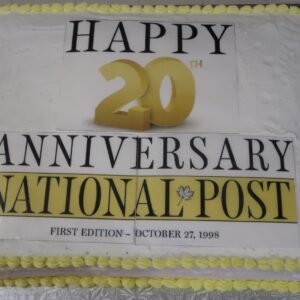 HAPPY
20TH
ANNIVERSARY
NATIONAL POST
FIRST EDITION – OCTOBER 27, 1998